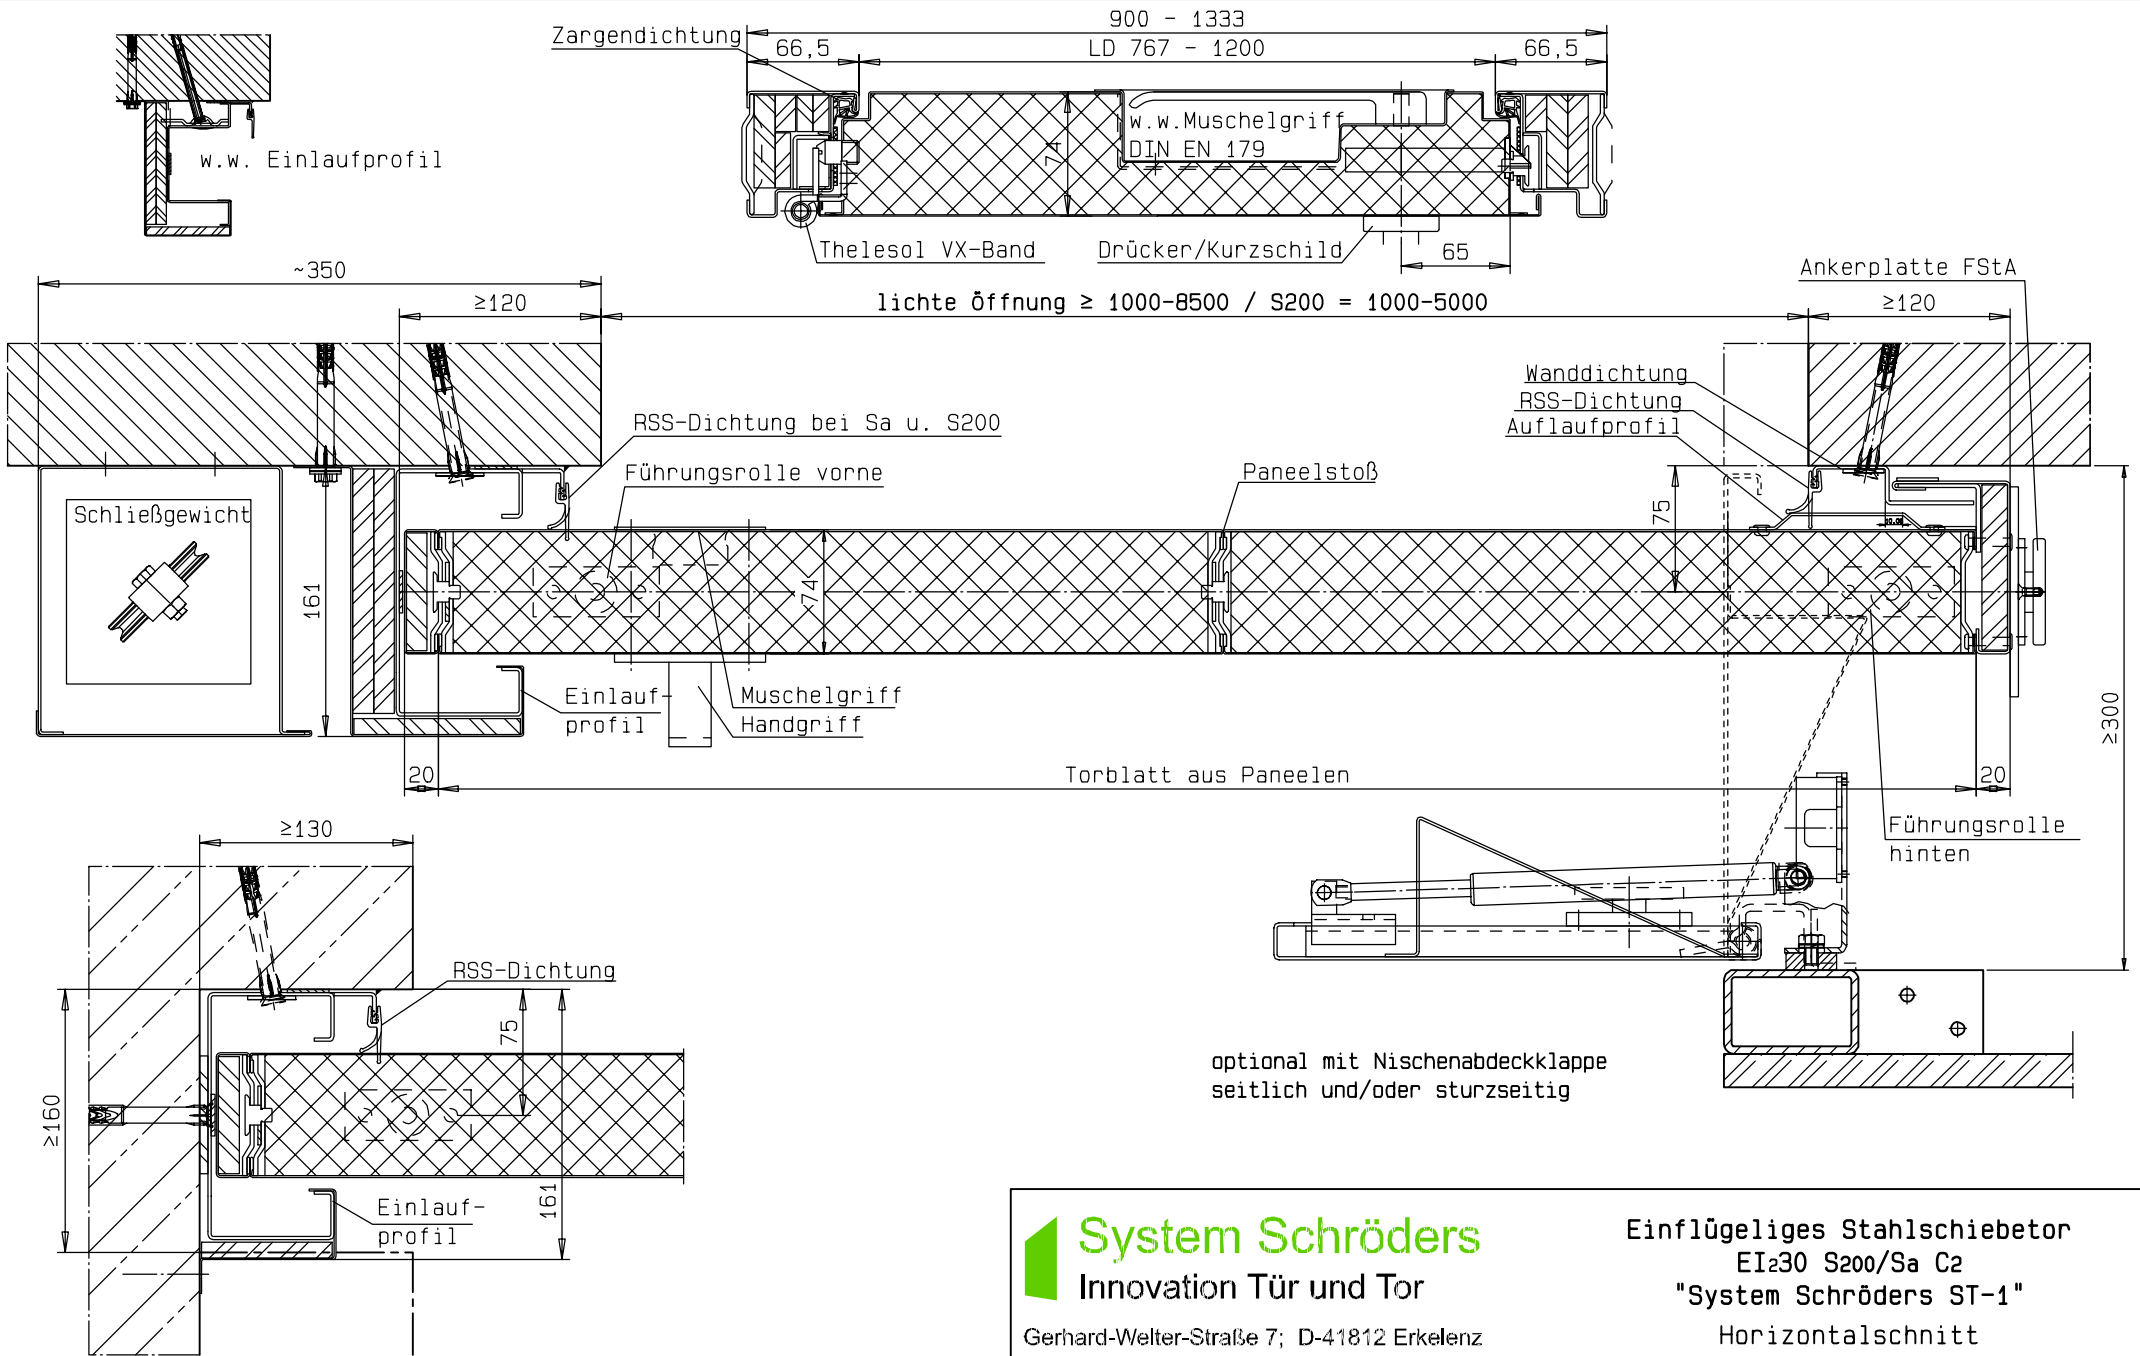 900 - 1333
Zargendichtung
66,5
LD 767 - 1200
66,5
w.w.Muschelgriff
DIN EN 179
74
w.w. Einlaufprofil
Thelesol VX-Band
Drücker/Kurzschild
65
~350
Ankerplatte FStA
≥120
lichte Öffnung ≥ 1000-8500 / S200 = 1000-5000
≥120
Wanddichtung
RSS-Dichtung
Auflaufprofil
RSS-Dichtung bei Sa u. S200
Führungsrolle vorne
Paneelstoß
75
Schließgewicht
161
74
Einlauf-
profil
Muschelgriff
Handgriff
≥300
20
Torblatt aus Paneelen
20
Führungsrolle
hinten
≥130
RSS-Dichtung
75
≥160
161
Einlauf-
profil
optional mit Nischenabdeckklappe
seitlich und/oder sturzseitig
System Schröders
Innovation Tür und Tor
Gerhard-Welter-Straße 7; D-41812 Erkelenz
Einflügeliges Stahlschiebetor
EI230 S200/Sa C2
"System Schröders ST-1"
Horizontalschnitt